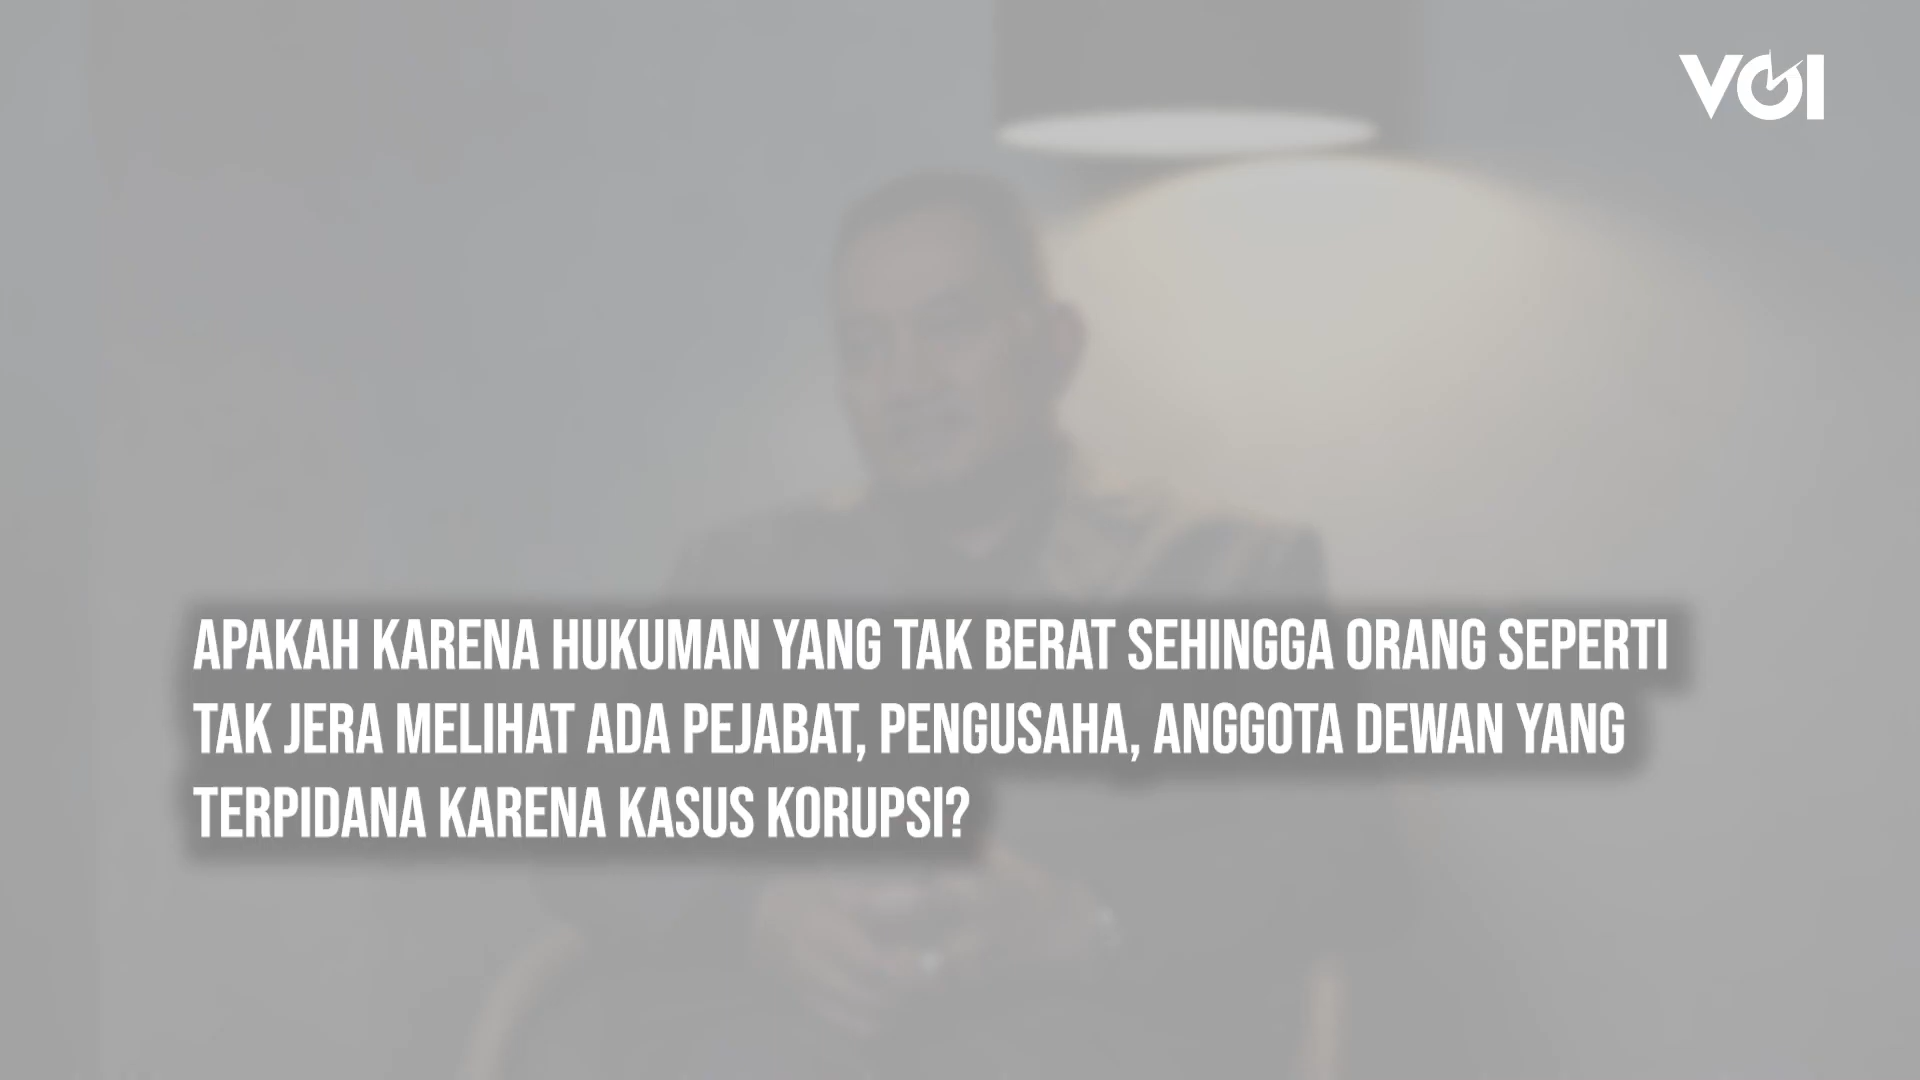 VOI
APAKAH KARENA HUKUMAN YANG TAK BERAT SEHINGGA ORANG SEPERTI
TAK JERA MELIHAT ADA PEJABAT, PENGUSAHA, ANGGOTA DEWAN YANG
TERPIDANA KARENA KASUS KORUPSI?